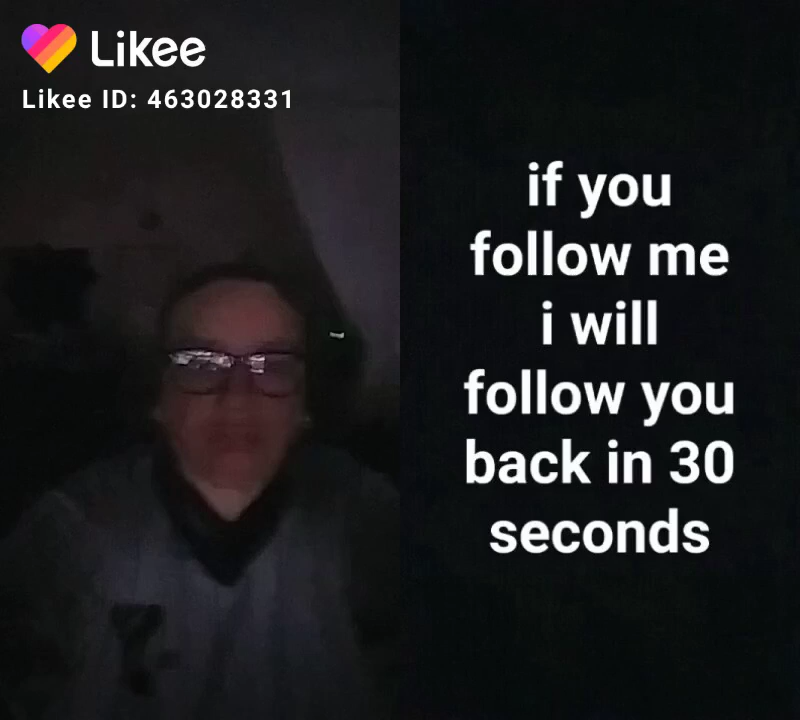 Likee
Likee ID: 463028331
if you
follow me
i will
follow you
back in 30
seconds